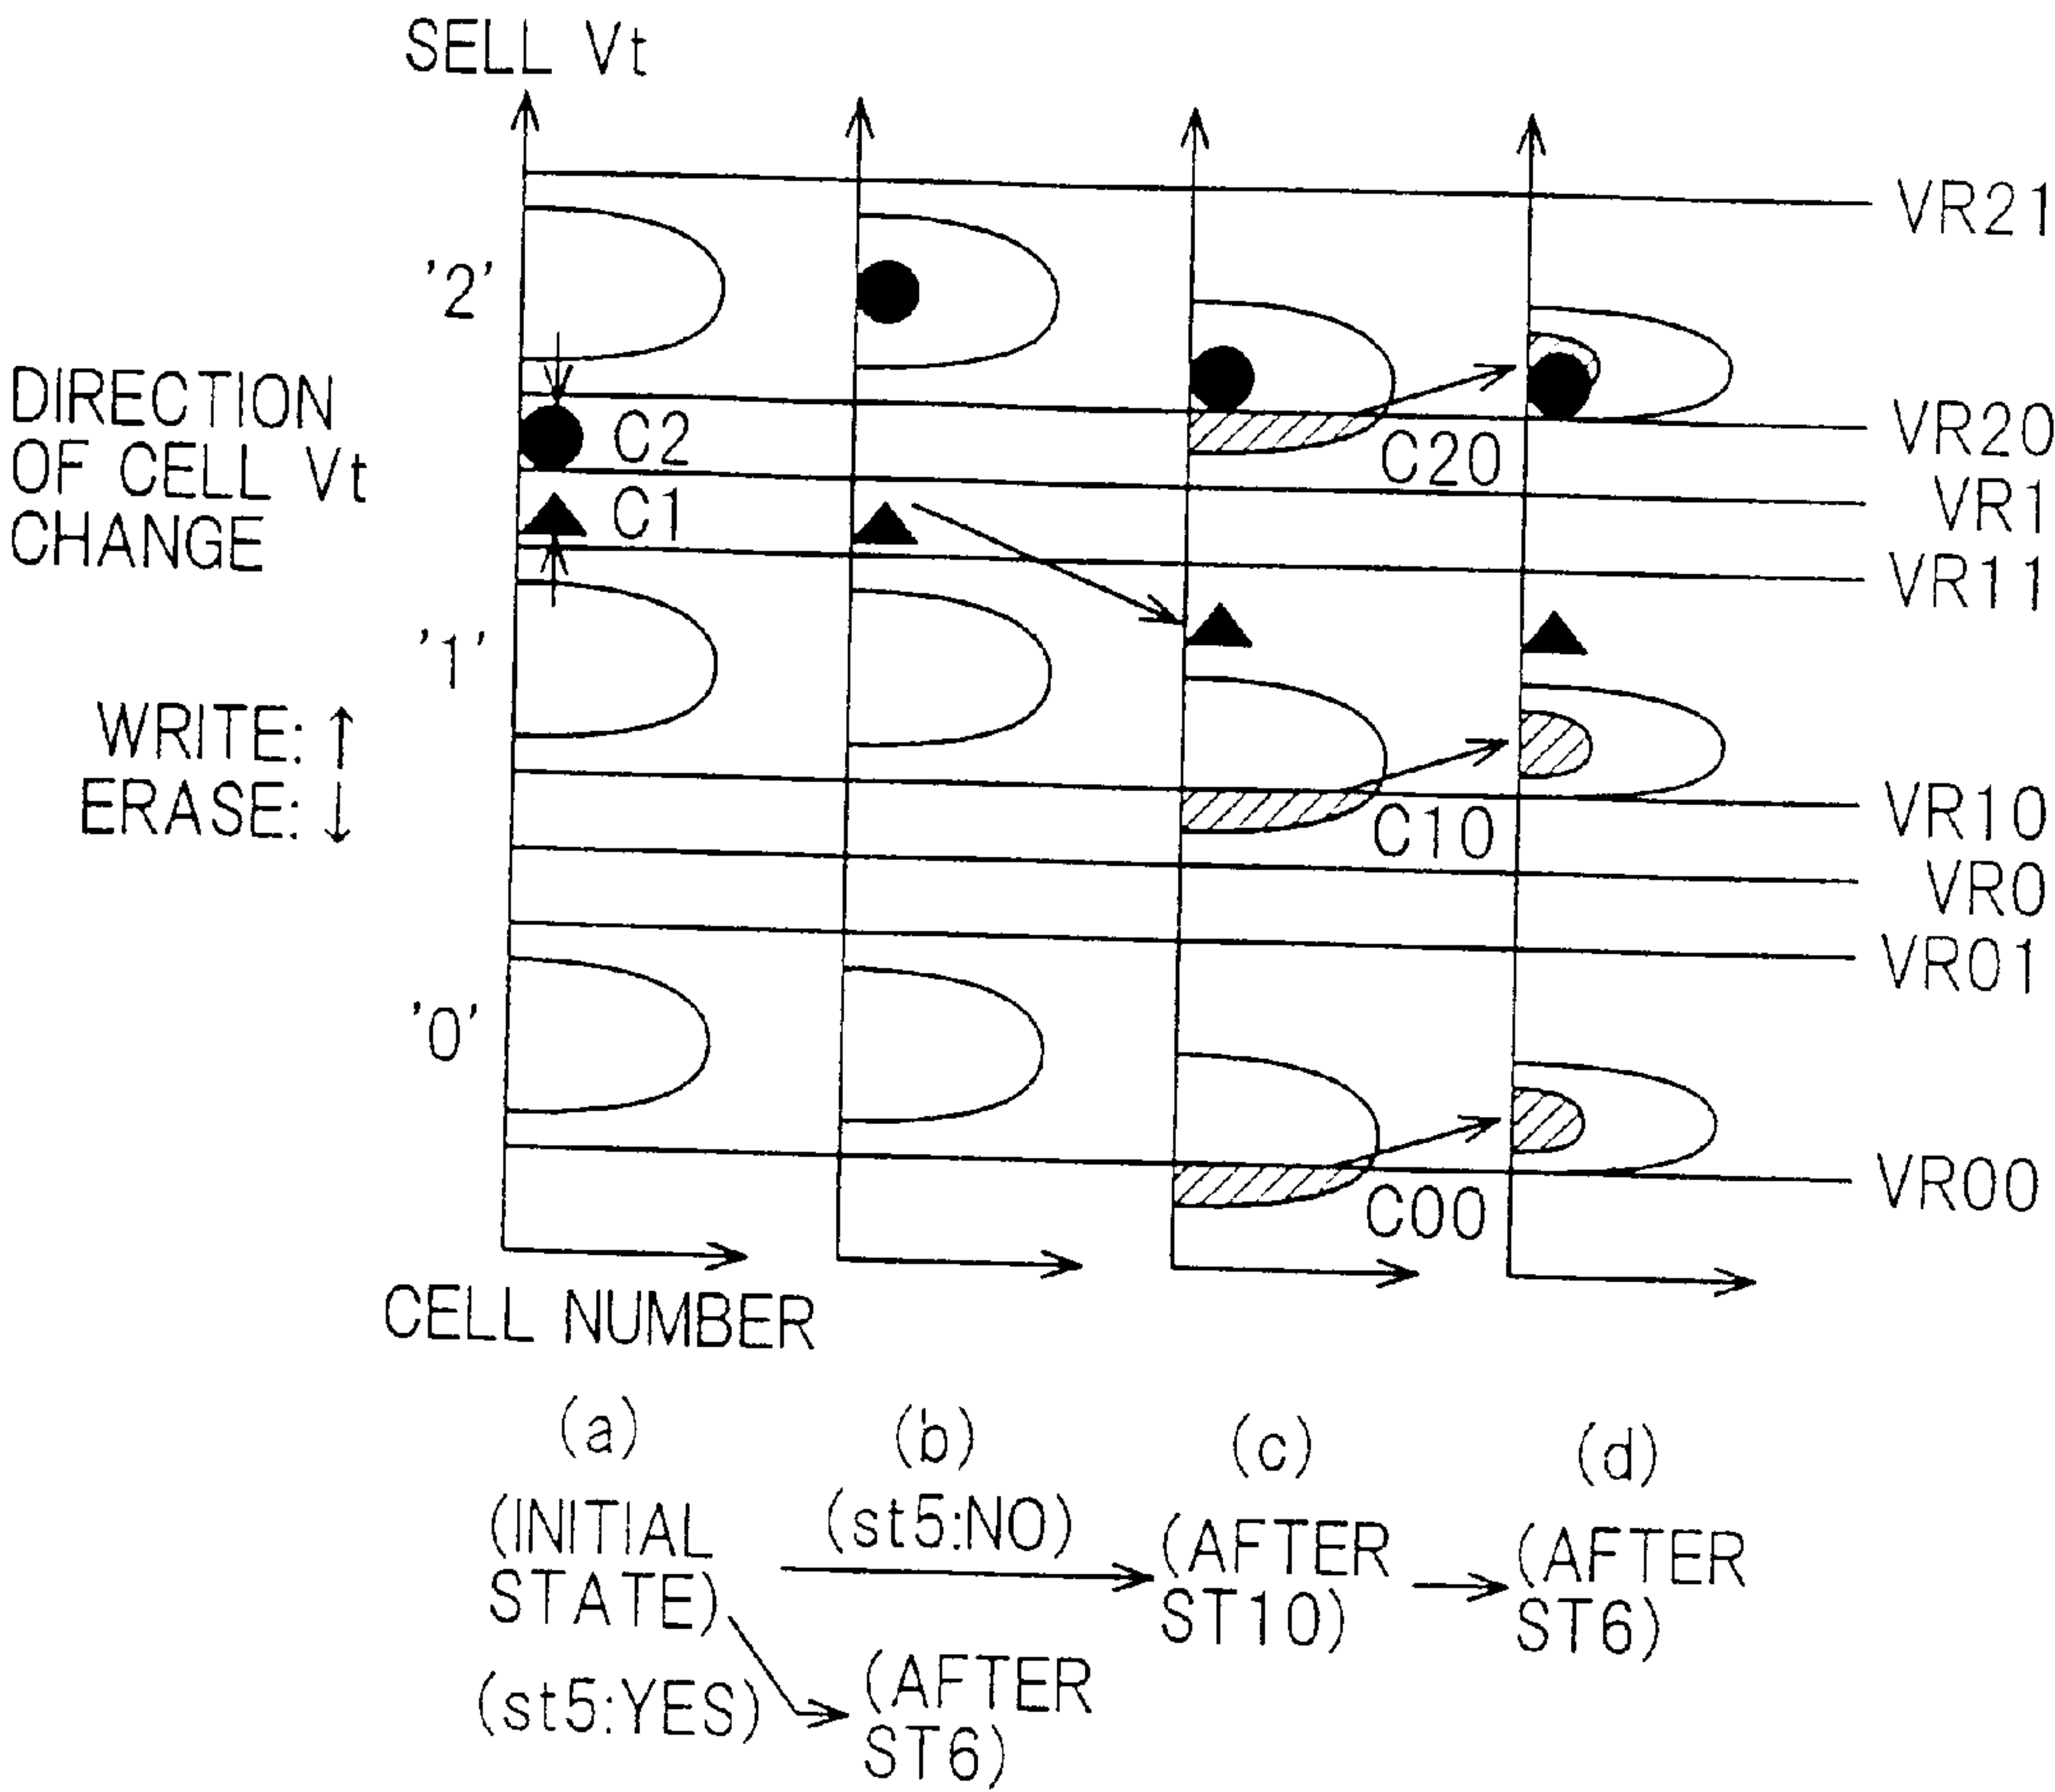 SELL Vt
VR21
'2'
DIRECTION
OF CELL Vt
CHANGE
C2
C1
C20
VR20
VR1
VR11
'1'
WRITE: ↑
ERASE: ↓
C10
VR10
VR0
VR01
'0'
C00
VR00
CELL NUMBER
(a)
(b)
(c)
(d)
(INITIAL
STATE)
(st5:NO)
(AFTER
ST10)
(AFTER
ST6)
(st5:YES)
(AFTER
ST6)